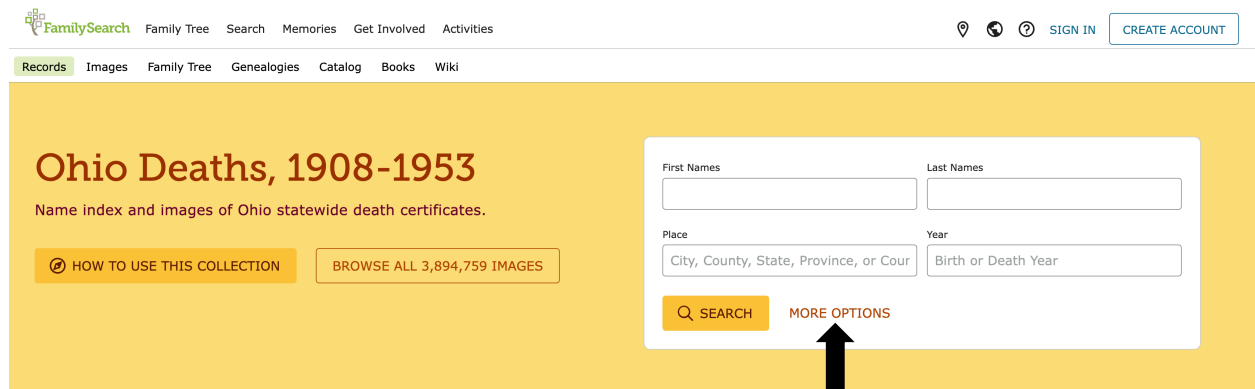 FamilySearch Family Tree Search Memories Get Involved Activities SIGN IN CREATE ACCOUNT
Records Images Family Tree Genealogies Catalog Books Wiki
Ohio Deaths, 1908-1953
Name index and images of Ohio statewide death certificates.
HOW TO USE THIS COLLECTION BROWSE ALL 3,894,759 IMAGES
First Names Last Names
Place Year
City, County, State, Province, or Cour Birth or Death Year
SEARCH MORE OPTIONS